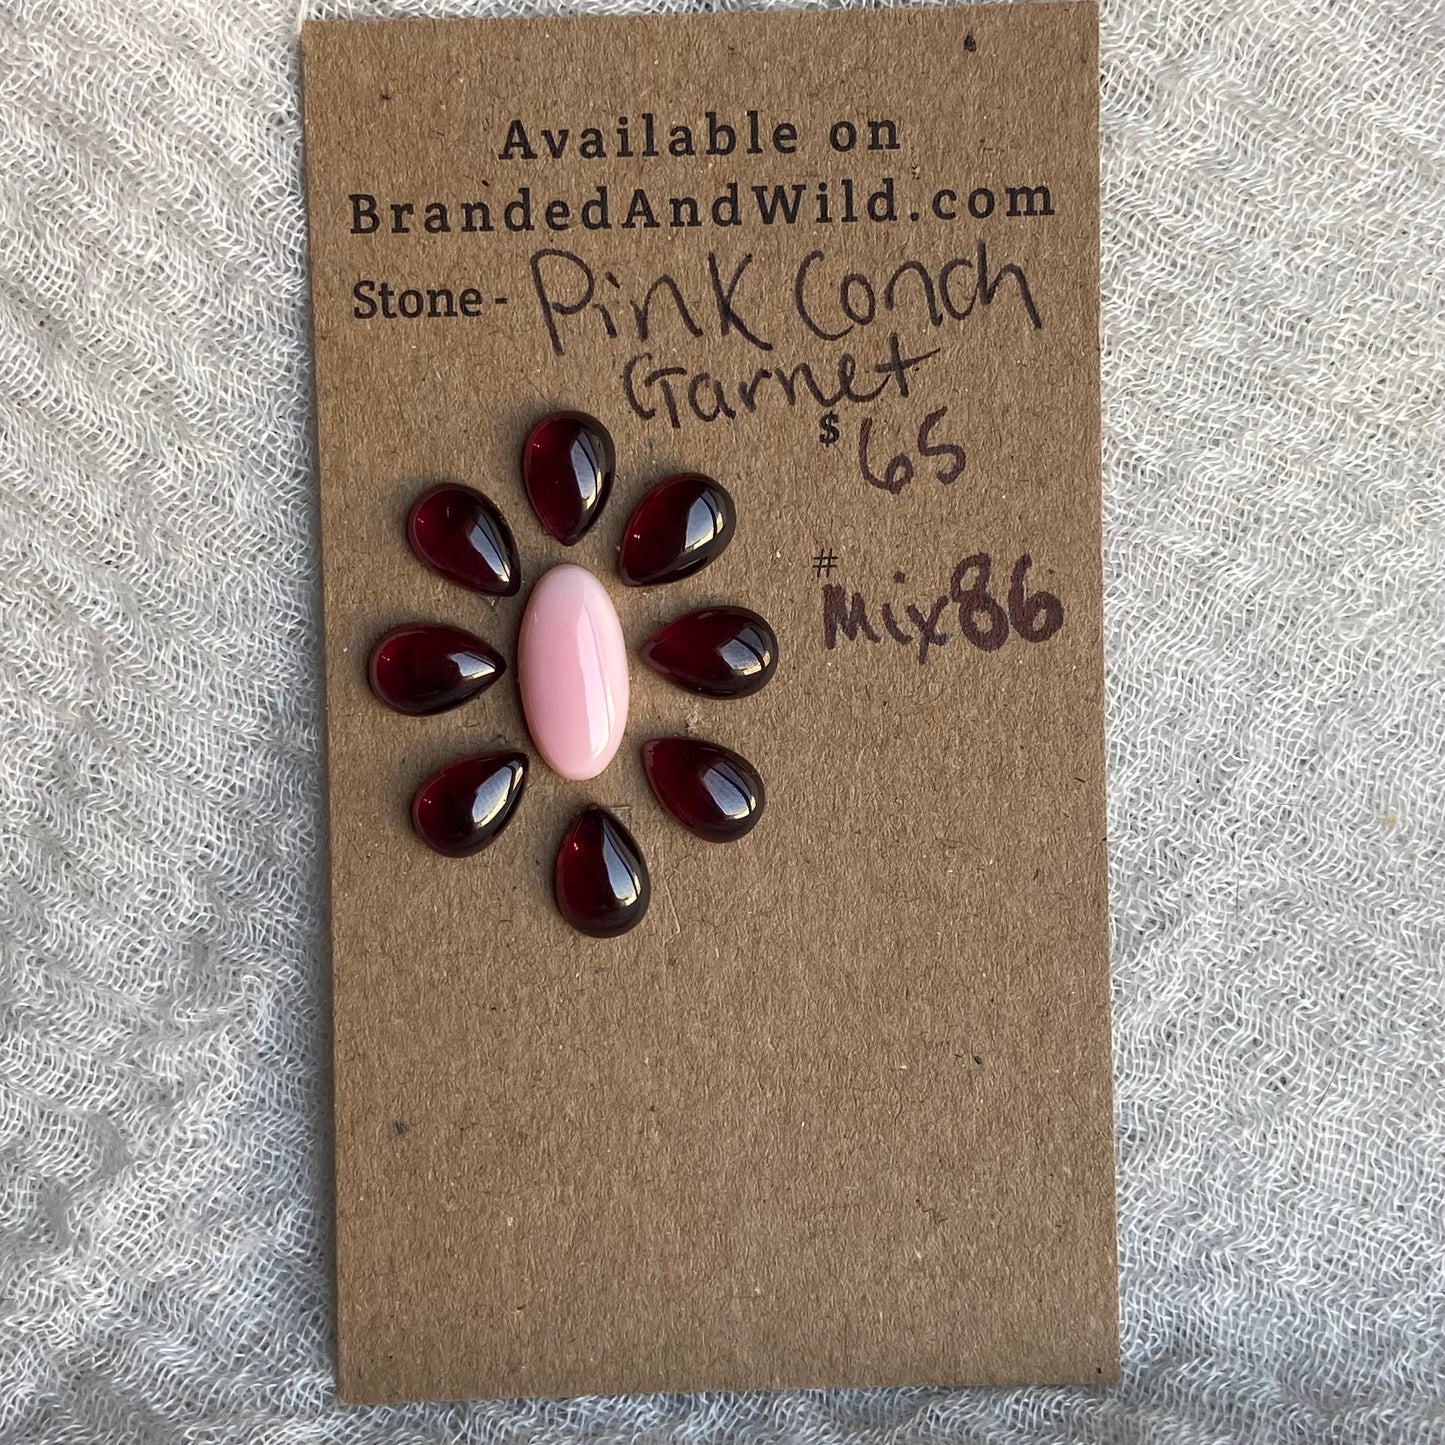 Available on
BrandedAndWild.com
Stone - Pink Conch
Garnet
$ 65
#
Mix86